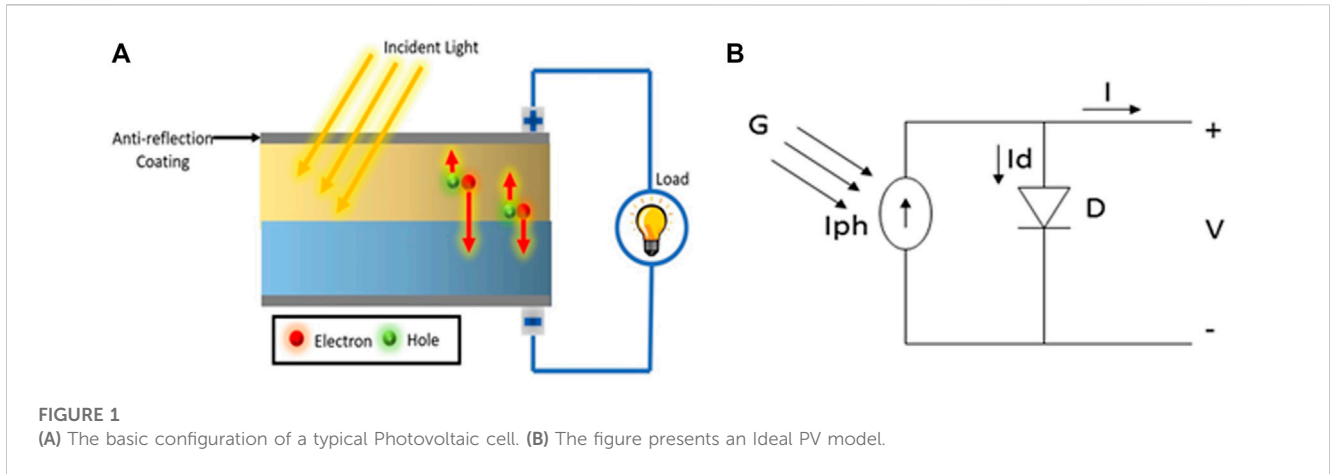 A
Incident Light
Anti-reflection
Coating
+
Load
-
Electron
Hole
B
G
Iph
I
Id
D
+
V
-
FIGURE 1
(A) The basic configuration of a typical Photovoltaic cell. (B) The figure presents an Ideal PV model.